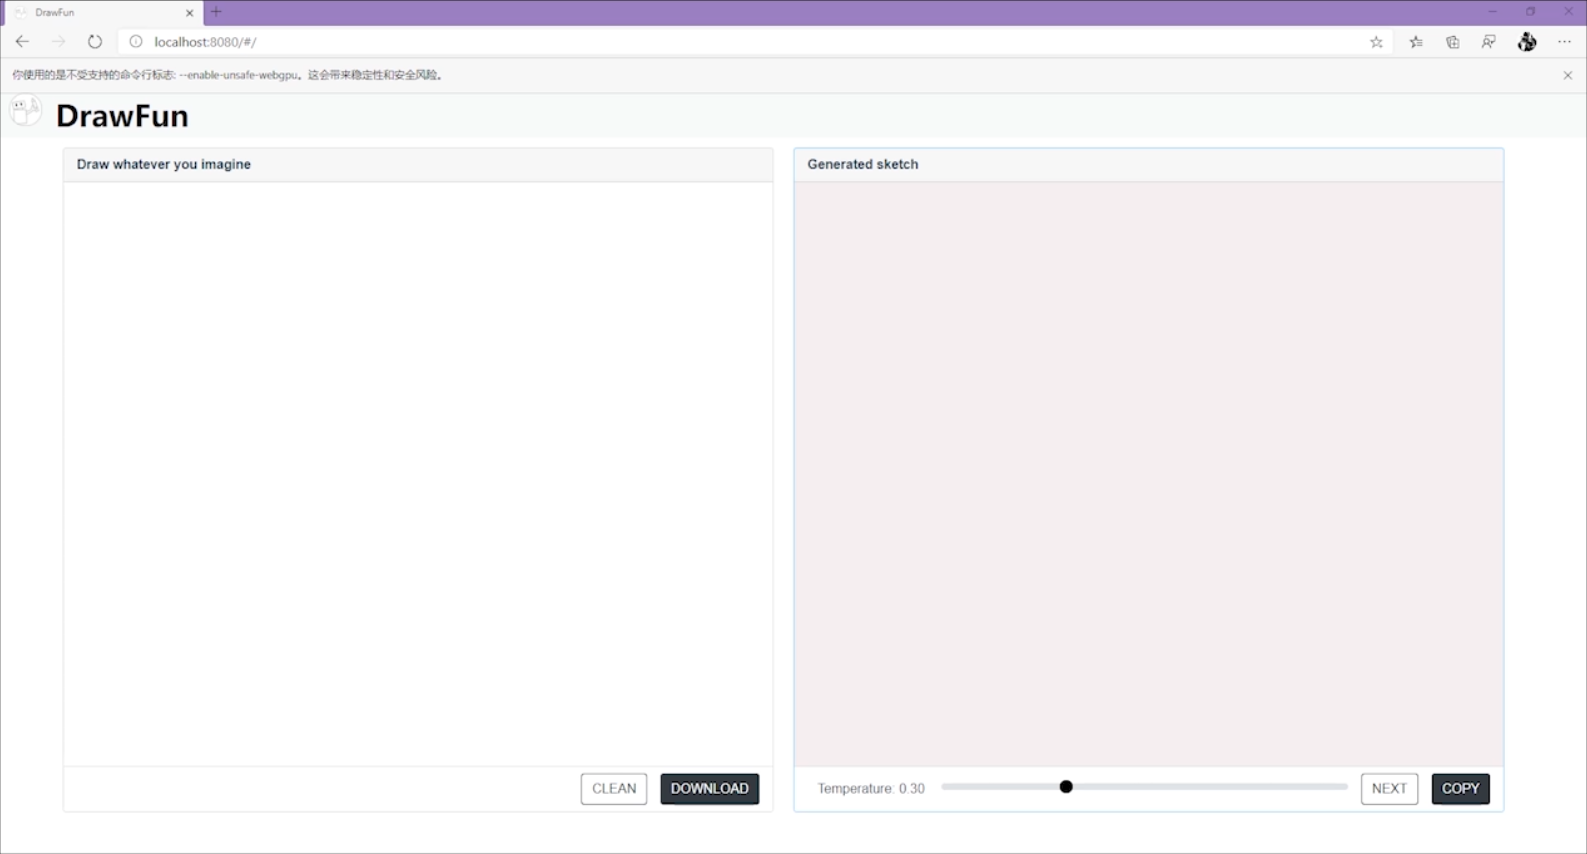 DrawFun
localhost:8080/#/
你使用的是不受支持的命令行标志: --enable-unsafe-webgpu。这会带来稳定性和安全风险。
DrawFun
Draw whatever you imagine
Generated sketch
CLEAN
DOWNLOAD
Temperature: 0.30
NEXT
COPY